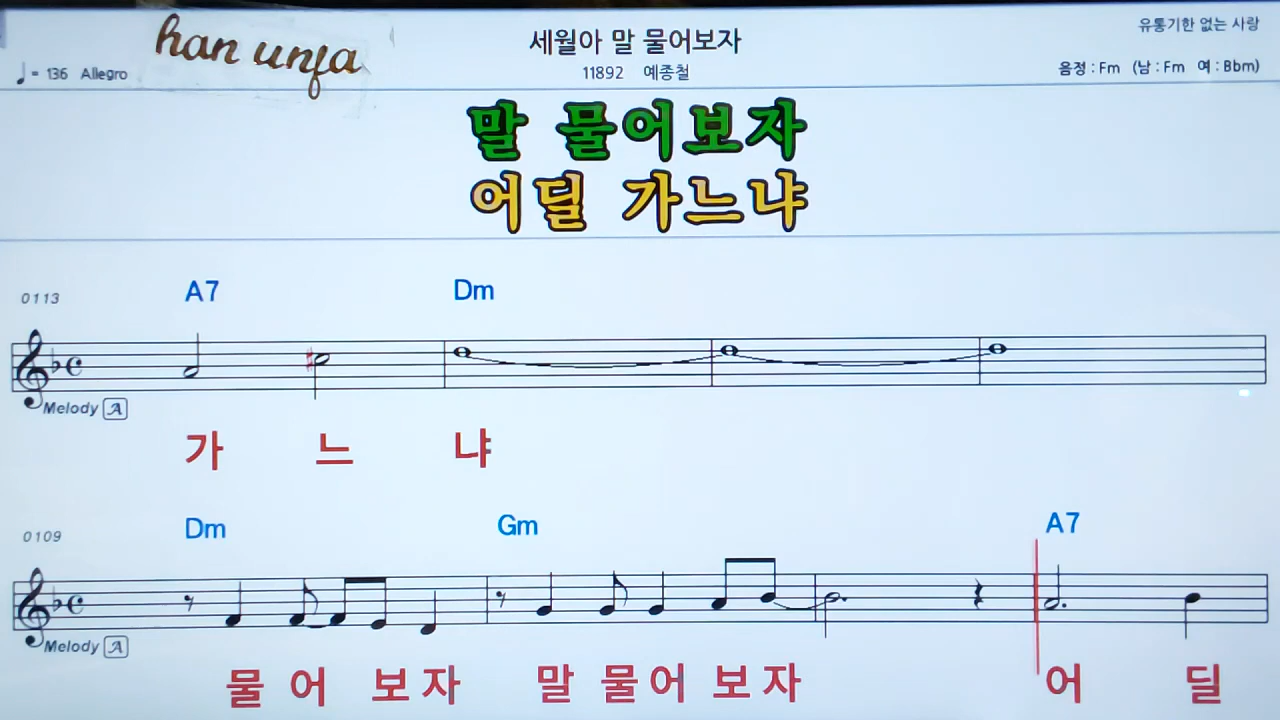 han unfa
세월아 말 물어보자
유통기한 없는 사랑
♩= 136 Allegro
11892 예종철
음정 : Fm (남 : Fm 여 : Bbm)
말 물어보자
어딜 가느냐
0113
A7 Dm
Melody A
가 느 냐
0109
Dm Gm A7
Melody A
물 어 보 자 말 물 어 보 자 어 딜